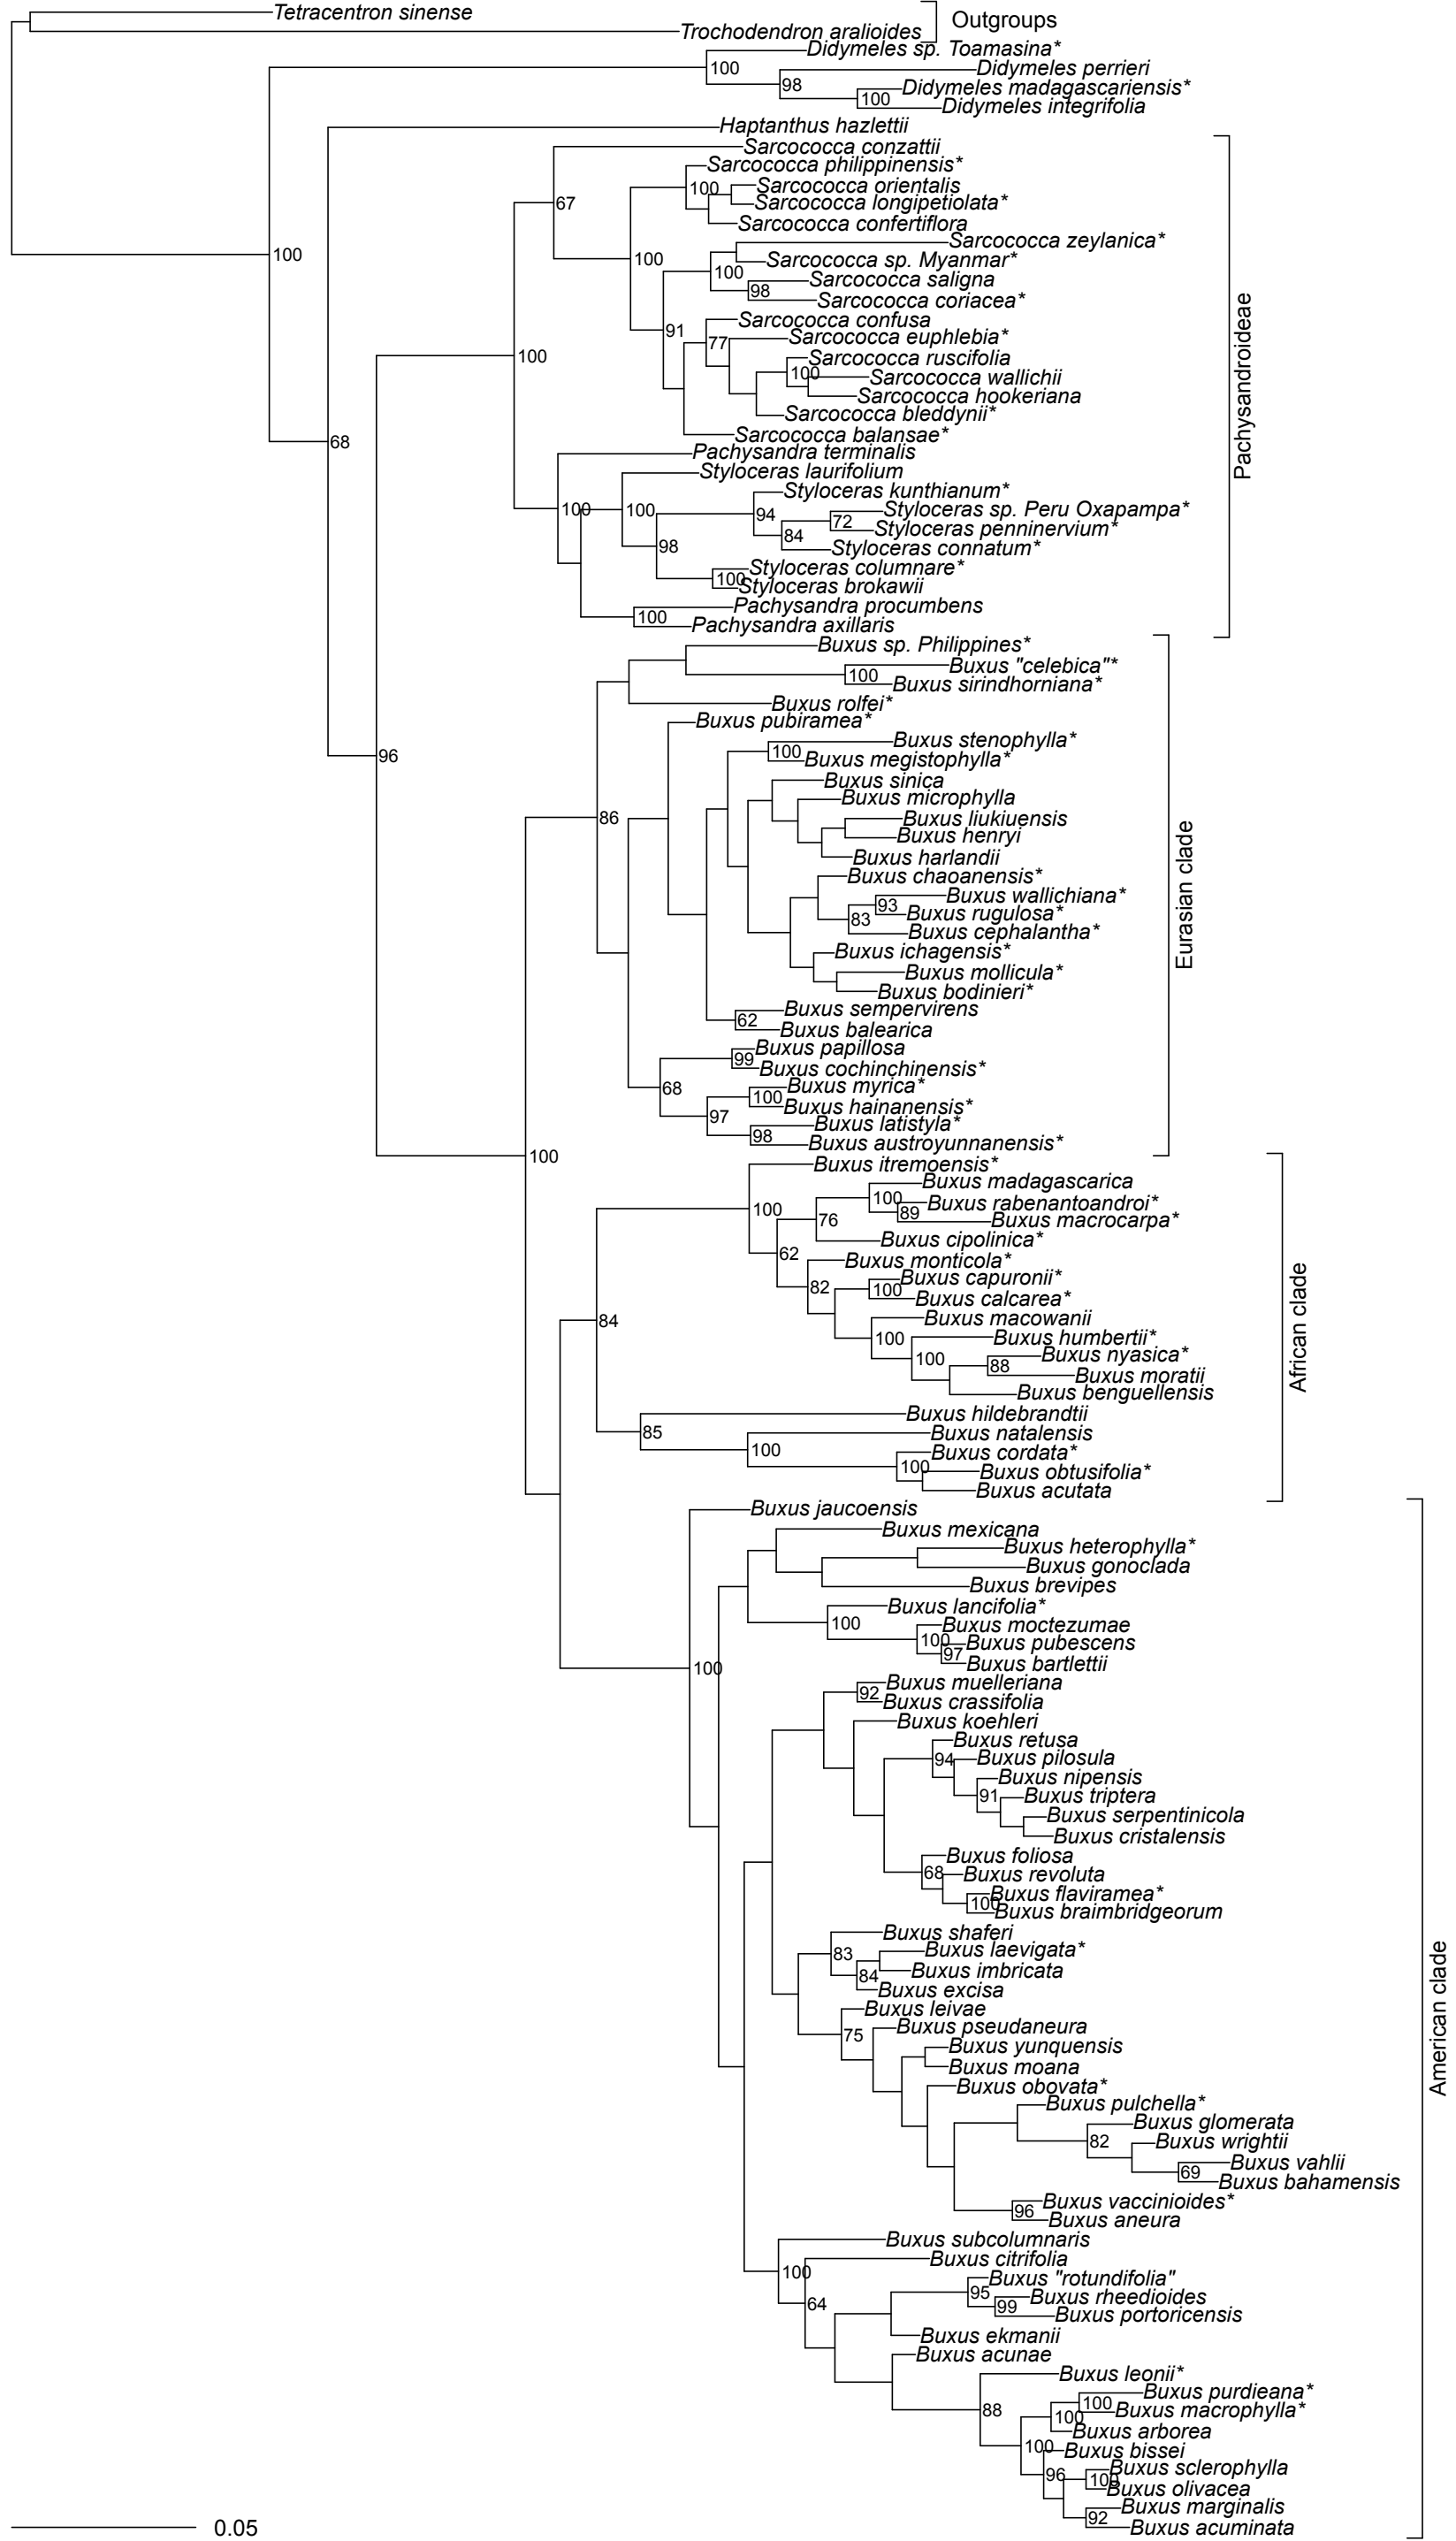 Tetracentron sinense
Outgroups
Trochodendron aralioides
Didymeles sp. Toamasina*
100
Didymeles perrieri
98
Didymeles madagascariensis*
100
Didymeles integrifolia
Haptanthus hazlettii
Sarcococca conzattii
Sarcococca philippinensis*
100
Sarcococca orientalis
Sarcococca longipetiolata*
67
Sarcococca confertiflora
Sarcococca zeylanica*
100
100
Sarcococca sp. Myanmar*
100
Sarcococca saligna
98
Sarcococca coriacea*
Pachysandroideae
Sarcococca confusa
91
Sarcococca euphlebia*
77
100
Sarcococca ruscifolia
100
Sarcococca wallichii
Sarcococca hookeriana
Sarcococca bleddynii*
68
Sarcococca balansae*
Pachysandra terminalis
Styloceras laurifolium
Styloceras kunthianum*
100
100
94
Styloceras sp. Peru Oxapampa*
72
Styloceras penninervium*
84
98
Styloceras connatum*
Styloceras columnare*
100
Styloceras brokawii
Pachysandra procumbens
100
Pachysandra axillaris
Buxus sp. Philippines*
Buxus "celebica"*
100
Buxus sirindhorniana*
Buxus rolfei*
Buxus pubiramea*
Buxus stenophylla*
96
100
Buxus megistophylla*
Buxus sinica
Buxus microphylla
86
Buxus liukiuensis
Buxus henryi
Buxus harlandii
Eurasian clade
Buxus chaoanensis*
Buxus wallichiana*
93
Buxus rugulosa*
83
Buxus cephalantha*
Buxus ichagensis*
Buxus mollicula*
Buxus bodinieri*
Buxus sempervirens
62
Buxus balearica
Buxus papillosa
99
Buxus cochinchinensis*
68
Buxus myrica*
100
Buxus hainanensis*
97
Buxus latistyla*
98
Buxus austroyunnanensis*
100
Buxus itremoensis*
Buxus madagascarica
100
Buxus rabenantoandroi*
100
89
Buxus macrocarpa*
76
Buxus cipolinica*
62
Buxus monticola*
Buxus capuronii*
82
100
Buxus calcarea*
84
Buxus macowanii
African clade
100
Buxus humbertii*
100
Buxus nyasica*
88
Buxus moratii
Buxus benguellensis
Buxus hildebrandtii
85
Buxus natalensis
100
Buxus cordata*
100
Buxus obtusifolia*
Buxus acutata
Buxus jaucoensis
Buxus mexicana
Buxus heterophylla*
Buxus gonoclada
Buxus brevipes
Buxus lancifolia*
100
Buxus moctezumae
100
Buxus pubescens
97
Buxus bartlettii
100
Buxus muelleriana
92
Buxus crassifolia
Buxus koehleri
Buxus retusa
94
Buxus pilosula
Buxus nipensis
91
Buxus triptera
Buxus serpentinicola
Buxus cristalensis
Buxus foliosa
68
Buxus revoluta
Buxus flaviramea*
100
Buxus braimbridgeorum
Buxus shaferi
83
Buxus laevigata*
84
Buxus imbricata
Buxus excisa
American clade
Buxus leivae
75
Buxus pseudaneura
Buxus yunquensis
Buxus moana
Buxus obovata*
Buxus pulchella*
Buxus glomerata
82
Buxus wrightii
Buxus vahlii
69
Buxus bahamensis
Buxus vaccinioides*
96
Buxus aneura
Buxus subcolumnaris
Buxus citrifolia
100
Buxus "rotundifolia"
95
64
Buxus rheedioides
99
Buxus portoricensis
Buxus ekmanii
Buxus acunae
Buxus leonii*
Buxus purdieana*
100
88
Buxus macrophylla*
100
Buxus arborea
100
Buxus bissei
Buxus sclerophylla
96
100
Buxus olivacea
Buxus marginalis
92
Buxus acuminata
0.05